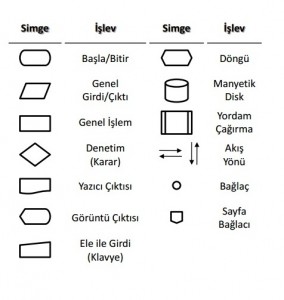 Simge İşlev Simge İşlev
Başla/Bitir Döngü
Genel
Girdi/Çıktı
Manyetik
Disk
Genel İşlem
Yordam
Çağırma
Denetim
(Karar)
Akış
Yönü
Yazıcı Çıktısı
Bağlaç
Görüntü Çıktısı
Sayfa
Bağlacı
Ele ile Girdi
(Klavye)